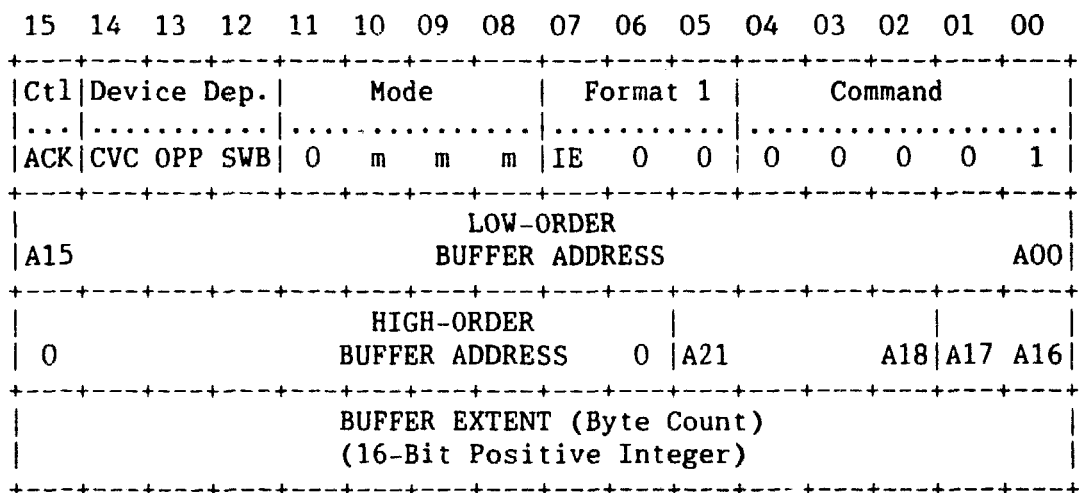 15 14 13 12 11 10 09 08 07 06 05 04 03 02 01 00
+---+---+---+---+---+---+---+---+---+---+---+---+---+---+---+---+
|Ctl|Device Dep.| Mode | Format 1 | Command |
|...|...........|...............|...........|...................|
|ACK|CVC OPP SWB| 0 m m m |IE 0 0 | 0 0 0 0 1 |
+---+---+---+---+---+---+---+---+---+---+---+---+---+---+---+---+
| LOW-ORDER |
|A15 BUFFER ADDRESS A00|
+---+---+---+---+---+---+---+---+---+---+---+---+---+---+---+---+
| HIGH-ORDER | | |
| 0 BUFFER ADDRESS 0 |A21 A18|A17 A16|
+---+---+---+---+---+---+---+---+---+---+---+---+---+---+---+---+
| BUFFER EXTENT (Byte Count) |
| (16-Bit Positive Integer) |
+---+---+---+---+---+---+---+---+---+---+---+---+---+---+---+---+